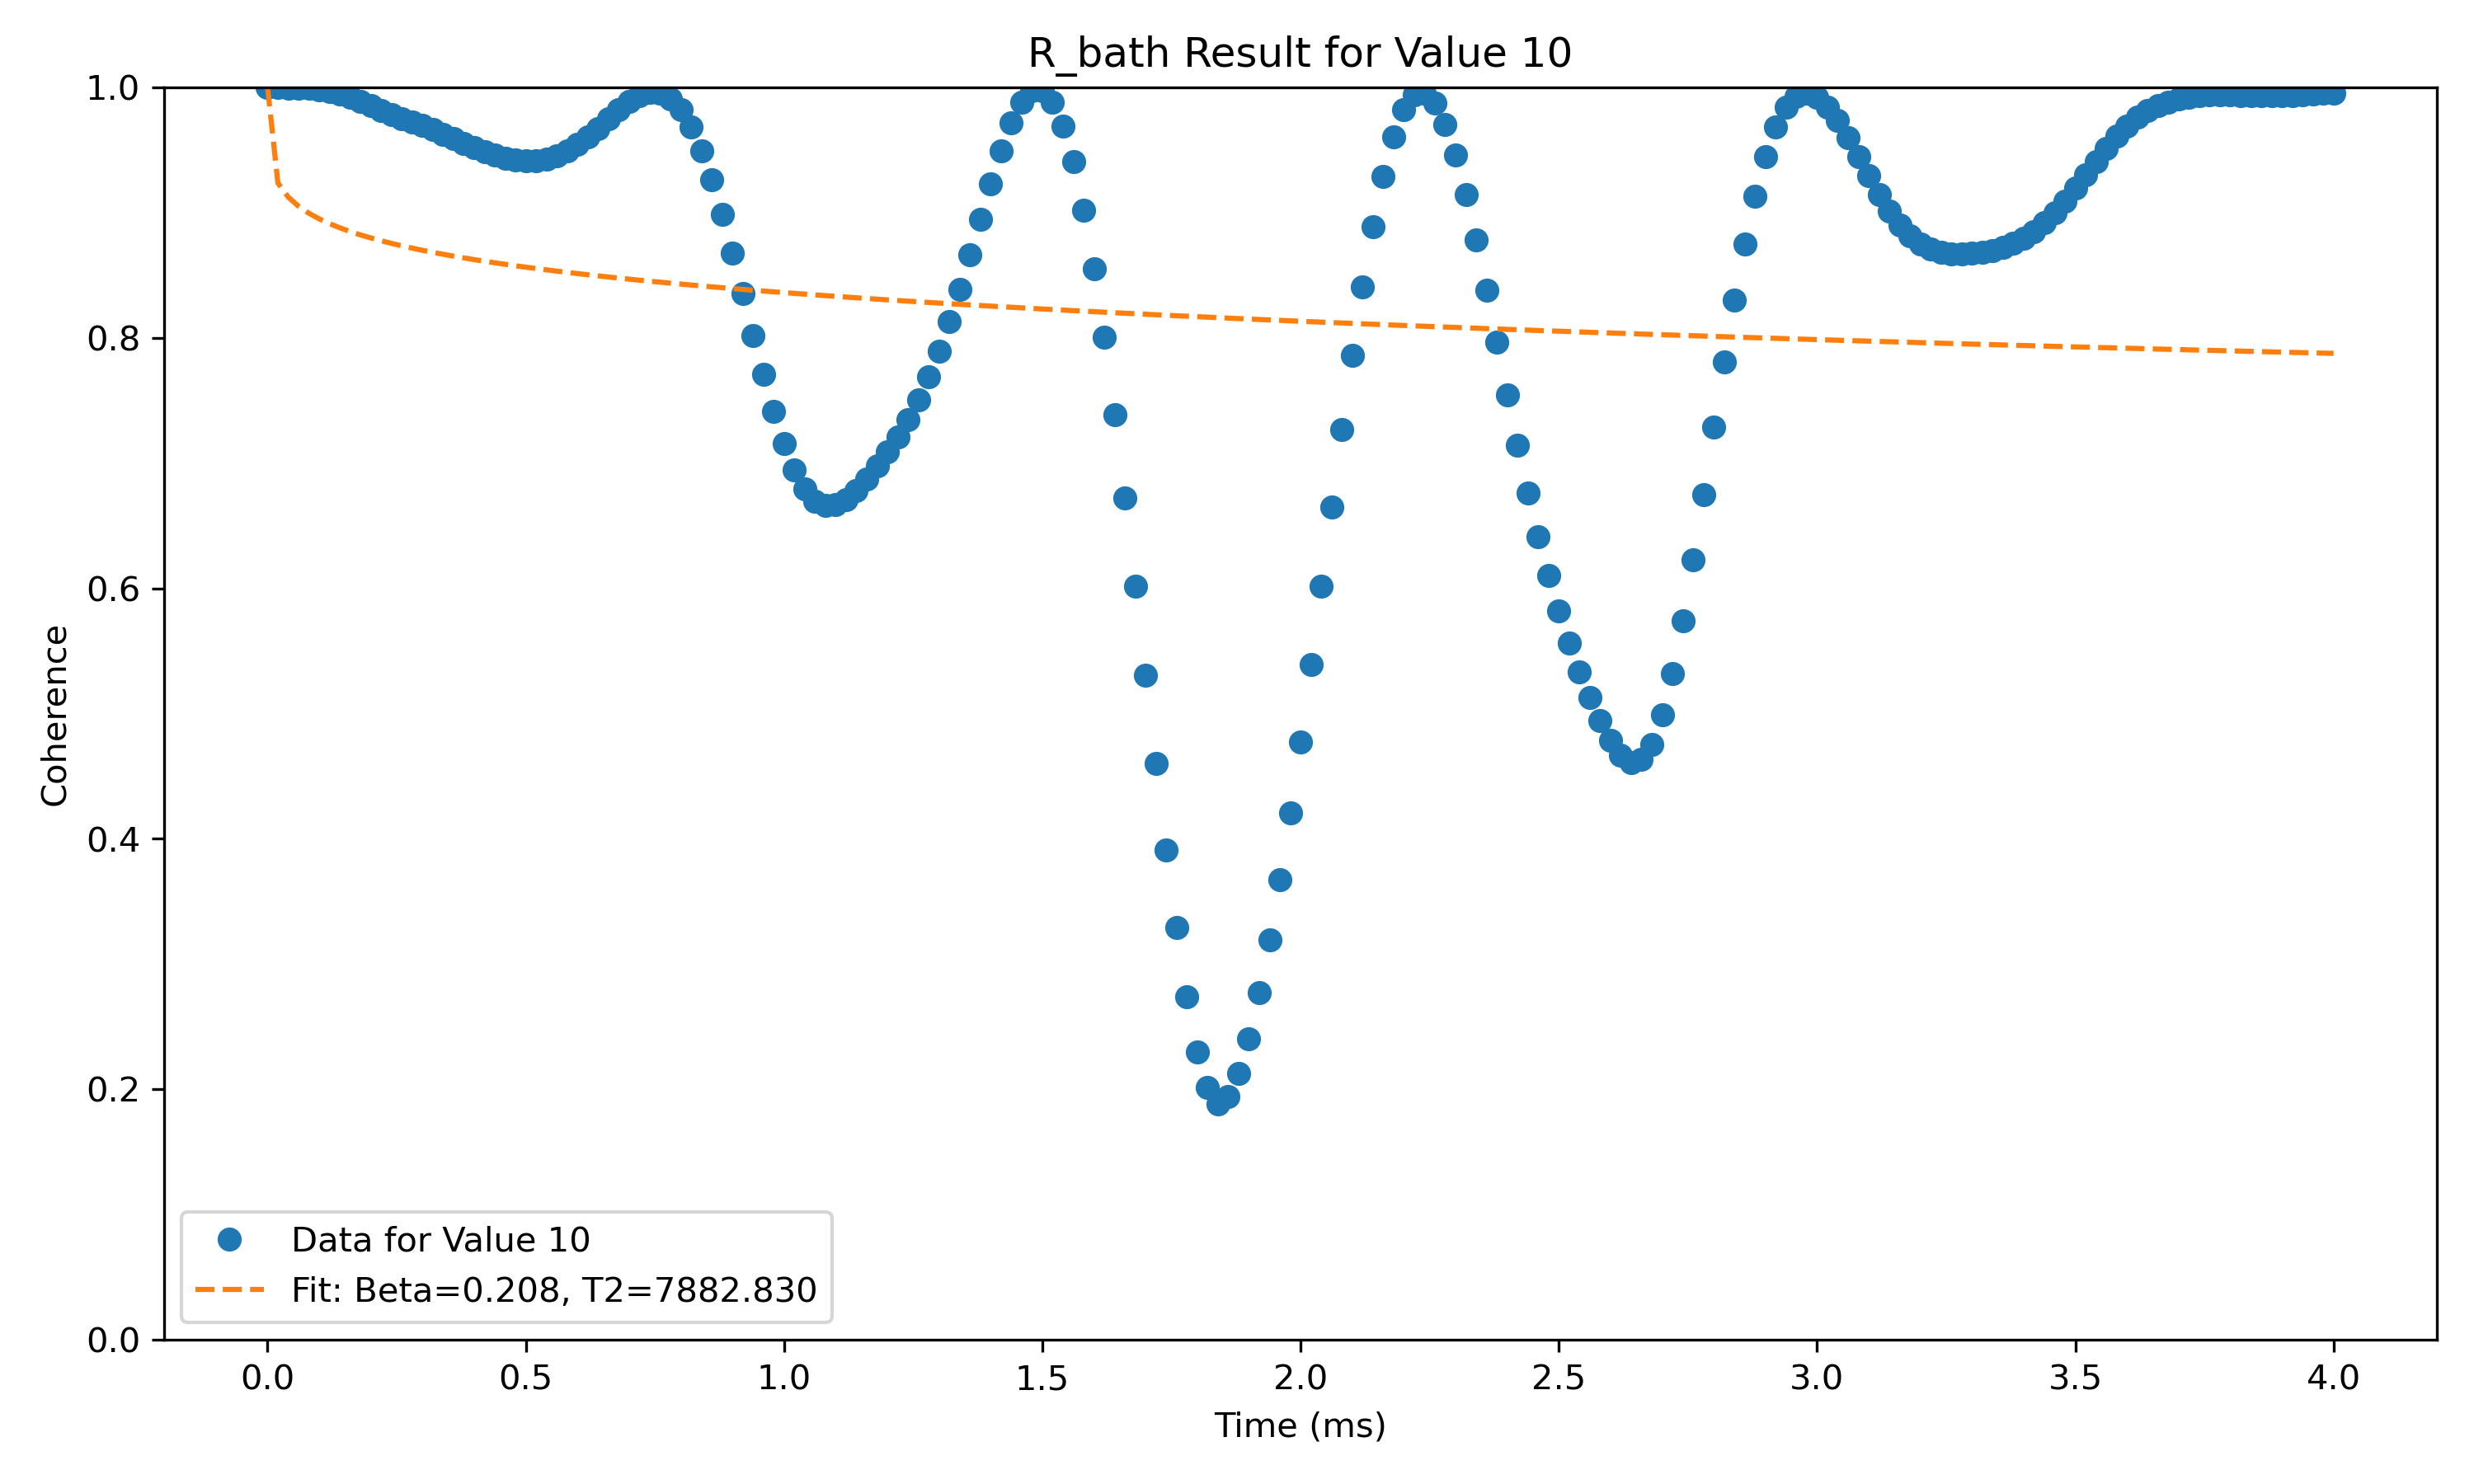 R_bath Result for Value 10
1.0
0.8
0.6
0.4
0.2
0.0
Coherence
Data for Value 10
Fit: Beta=0.208, T2=7882.830
0.0 0.5 1.0 1.5 2.0 2.5 3.0 3.5 4.0
Time (ms)